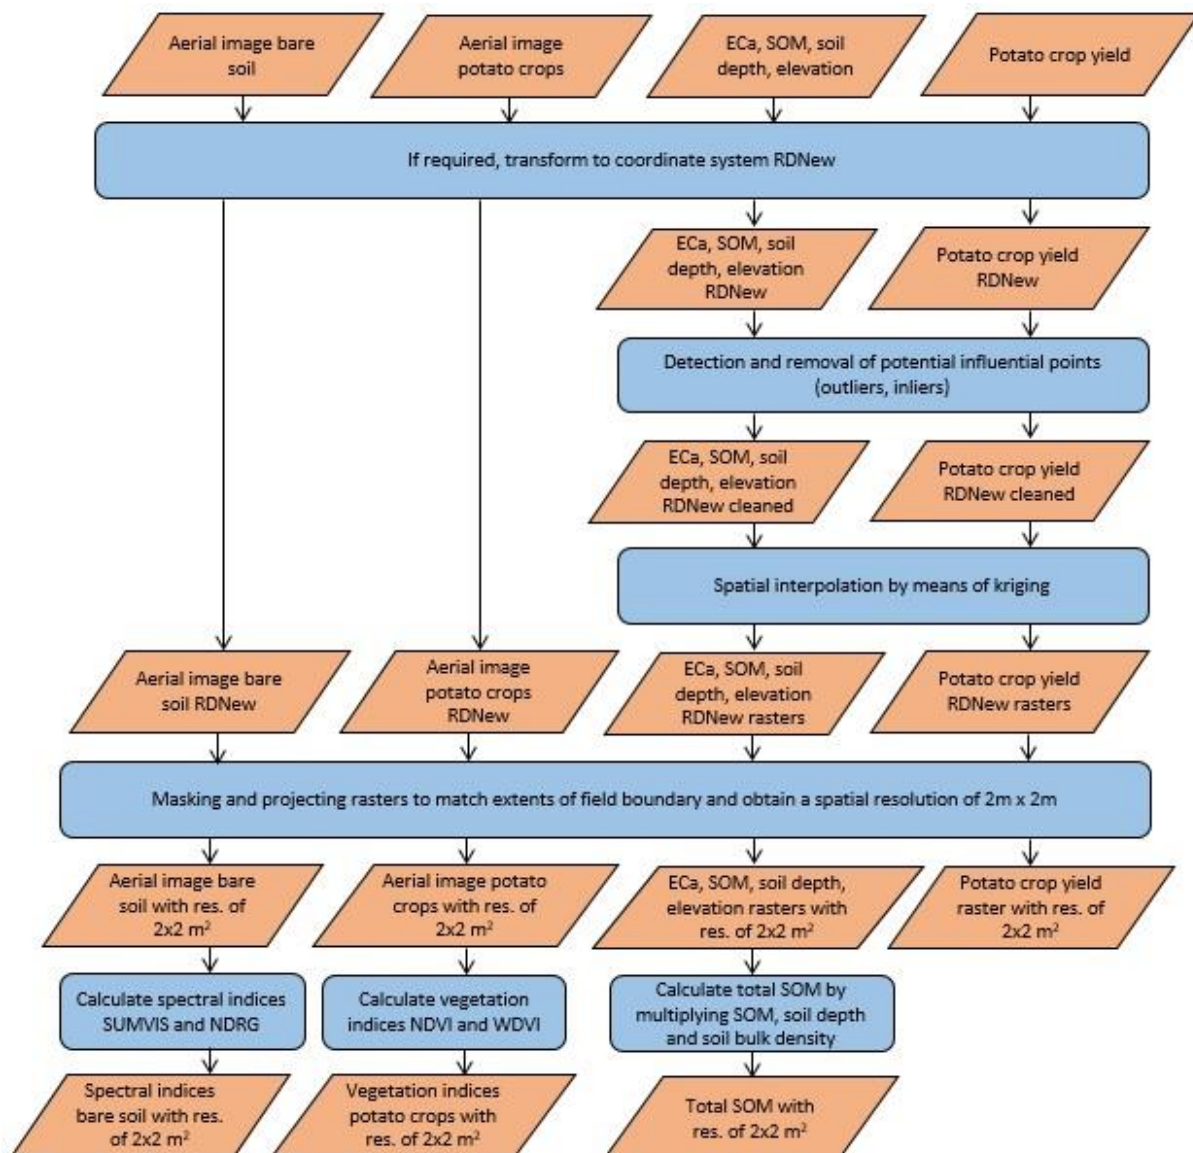 Aerial image bare
soil
Aerial image
potato crops
ECa, SOM, soil
depth, elevation
Potato crop yield
If required, transform to coordinate system RDNew
ECa, SOM, soil
depth, elevation
RDNew
Potato crop yield
RDNew
Detection and removal of potential influential points
(outliers, inliers)
ECa, SOM, soil
depth, elevation
RDNew cleaned
Potato crop yield
RDNew cleaned
Spatial interpolation by means of kriging
Aerial image bare
soil RDNew
Aerial image
potato crops
RDNew
ECa, SOM, soil
depth, elevation
RDNew rasters
Potato crop yield
RDNew rasters
Masking and projecting rasters to match extents of field boundary and obtain a spatial resolution of 2m x 2m
Aerial image bare
soil with res. of
2x2 m²
Aerial image potato
crops with res. of
2x2 m²
ECa, SOM, soil depth,
elevation rasters with
res. of 2x2 m²
Potato crop yield
raster with res. of
2x2 m²
Calculate spectral indices
SUMVIS and NDRG
Calculate vegetation
indices NDVI and WDVI
Calculate total SOM by
multiplying SOM, soil depth
and soil bulk density
Spectral indices
bare soil with res.
of 2x2 m²
Vegetation indices
potato crops with
res. of 2x2 m²
Total SOM with
res. of 2x2 m²